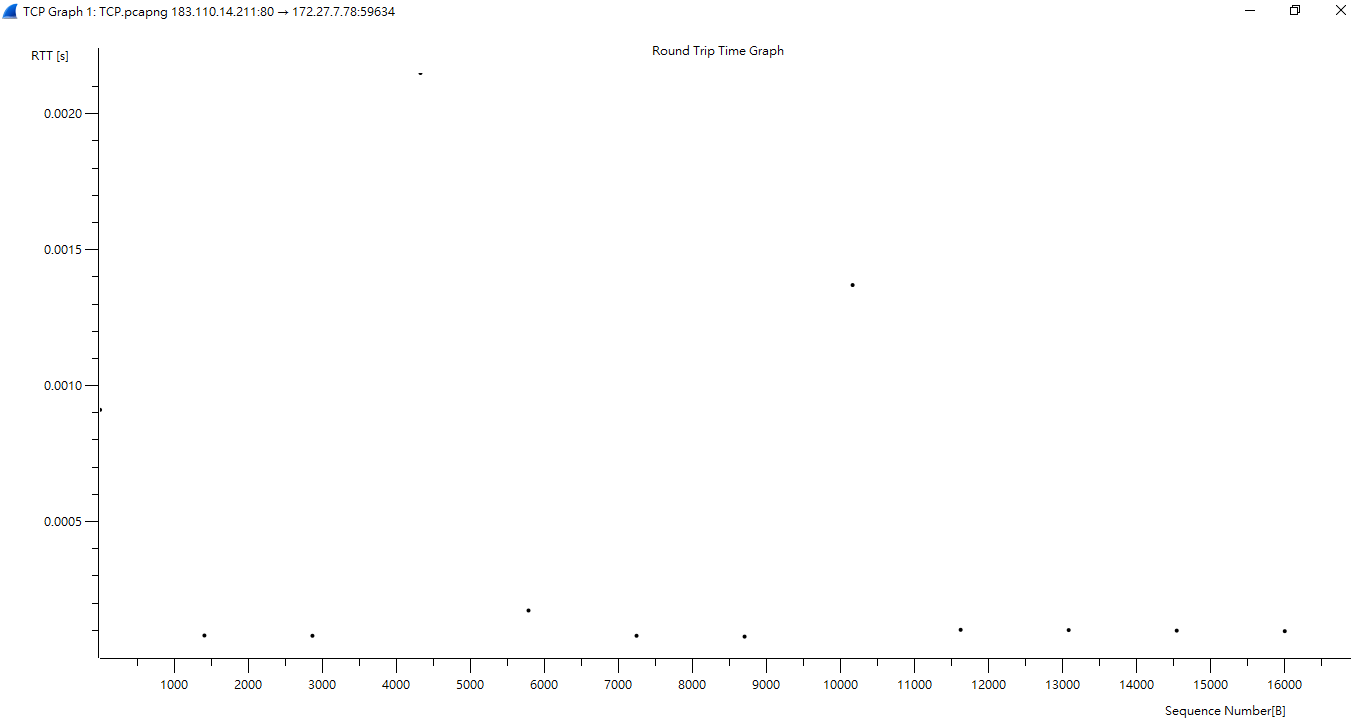 TCP Graph 1: TCP.pcapng 183.110.14.211:80 → 172.27.7.78:59634
Round Trip Time Graph
RTT [s]
0.0020
0.0015
0.0010
0.0005
1000 2000 3000 4000 5000 6000 7000 8000 9000 10000 11000 12000 13000 14000 15000 16000
Sequence Number[B]